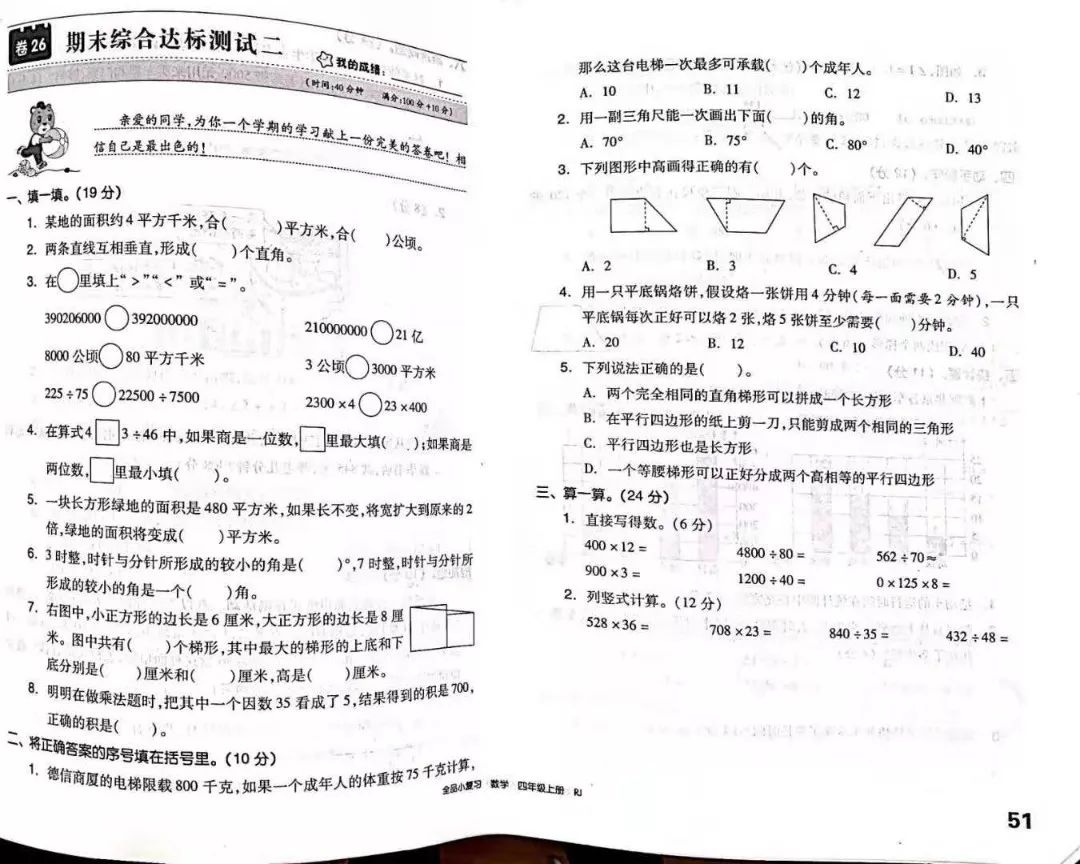 卷26
期末综合达标测试二
我的成绩:
(时间:40分钟 满分:100分+10分)
亲爱的同学,为你一个学期的学习献上一份完美的答卷吧!相
信自己是最出色的!
一、填一填。(19分)
1. 某地的面积约4平方千米,合( )平方米,合( )公顷。
2. 两条直线互相垂直,形成( )个直角。
3. 在○里填上“>”“<”或“=”。
390206000○392000000 210000000○21亿
8000公顷○80平方千米 3公顷○3000平方米
225÷75○22500÷7500 2300×4○23×400
4. 在算式4□3÷46中,如果商是一位数,□里最大填( );如果商是
两位数,□里最小填( )。
5. 一块长方形绿地的面积是480平方米,如果长不变,将宽扩大到原来的2
倍,绿地的面积将变成( )平方米。
6. 3时整,时针与分针所形成的较小的角是( )°,7时整,时针与分针所
形成的较小的角是一个( )角。
7. 右图中,小正方形的边长是6厘米,大正方形的边长是8厘
米。图中共有( )个梯形,其中最大的梯形的上底和下
底分别是( )厘米和( )厘米,高是( )厘米。
8. 明明在做乘法题时,把其中一个因数35看成了5,结果得到的积是700,
正确的积是( )。
二、将正确答案的序号填在括号里。(10分)
1. 德信商厦的电梯限载800千克,如果一个成年人的体重按75千克计算,
那么这台电梯一次最多可承载( )个成年人。
A. 10 B. 11 C. 12 D. 13
2. 用一副三角尺能一次画出下面( )的角。
A. 70° B. 75° C. 80° D. 40°
3. 下列图形中高画得正确的有( )个。
A. 2 B. 3 C. 4 D. 5
4. 用一只平底锅烙饼,假设烙一张饼用4分钟(每一面需要2分钟),一只
平底锅每次正好可以烙2张,烙5张饼至少需要( )分钟。
A. 20 B. 12 C. 10 D. 40
5. 下列说法正确的是( )。
A. 两个完全相同的直角梯形可以拼成一个长方形
B. 在平行四边形的纸上剪一刀,只能剪成两个相同的三角形
C. 平行四边形也是长方形
D. 一个等腰梯形可以正好分成两个高相等的平行四边形
三、算一算。(24分)
1. 直接写得数。(6分)
400×12= 4800÷80= 562÷70≈
900×3= 1200÷40= 0×125×8=
2. 列竖式计算。(12分)
528×36= 708×23= 840÷35= 432÷48=
全品小复习 数学 四年级上册 RJ
51